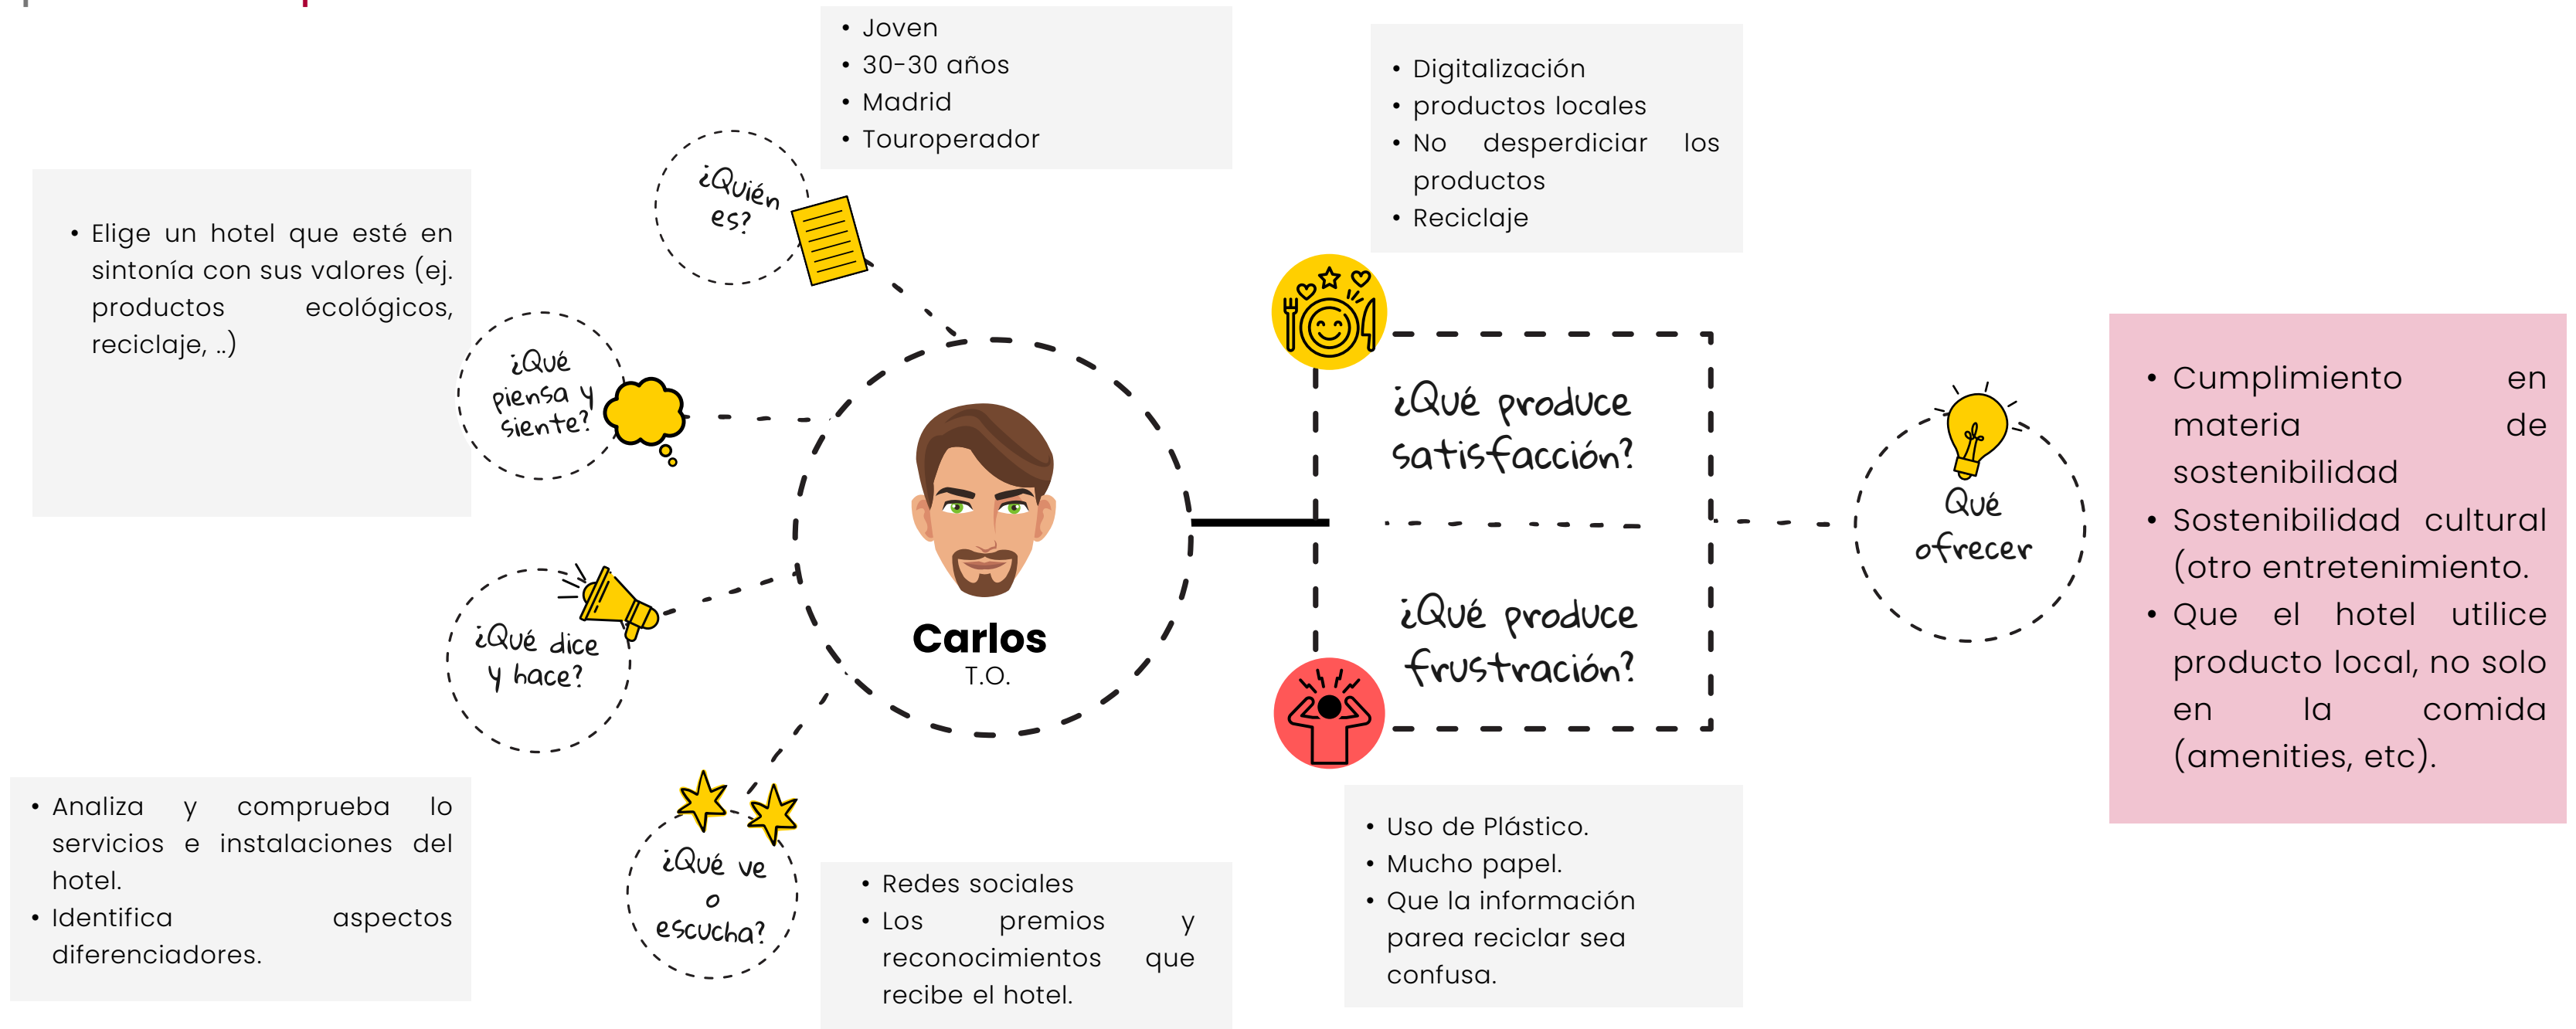 • Joven
• 30-30 años
• Madrid
• Touroperador
¿Quién
es?
• Elige un hotel que esté en
sintonía con sus valores (ej.
productos ecológicos,
reciclaje, ..)
¿Qué
piensa y
siente?
¿Qué dice
y hace?
• Analiza y comprueba lo
servicios e instalaciones del
hotel.
• Identifica aspectos
diferenciadores.
¿Qué ve
o
escucha?
• Redes sociales
• Los premios y
reconocimientos que
recibe el hotel.
Carlos
T.O.
• Digitalización
• productos locales
• No desperdiciar los
productos
• Reciclaje
¿Qué produce
satisfacción?
¿Qué produce
frustración?
• Uso de Plástico.
• Mucho papel.
• Que la información
parea reciclar sea
confusa.
Qué
ofrecer
• Cumplimiento en
materia de
sostenibilidad
• Sostenibilidad cultural
(otro entretenimiento.
• Que el hotel utilice
producto local, no solo
en la comida
(amenities, etc).